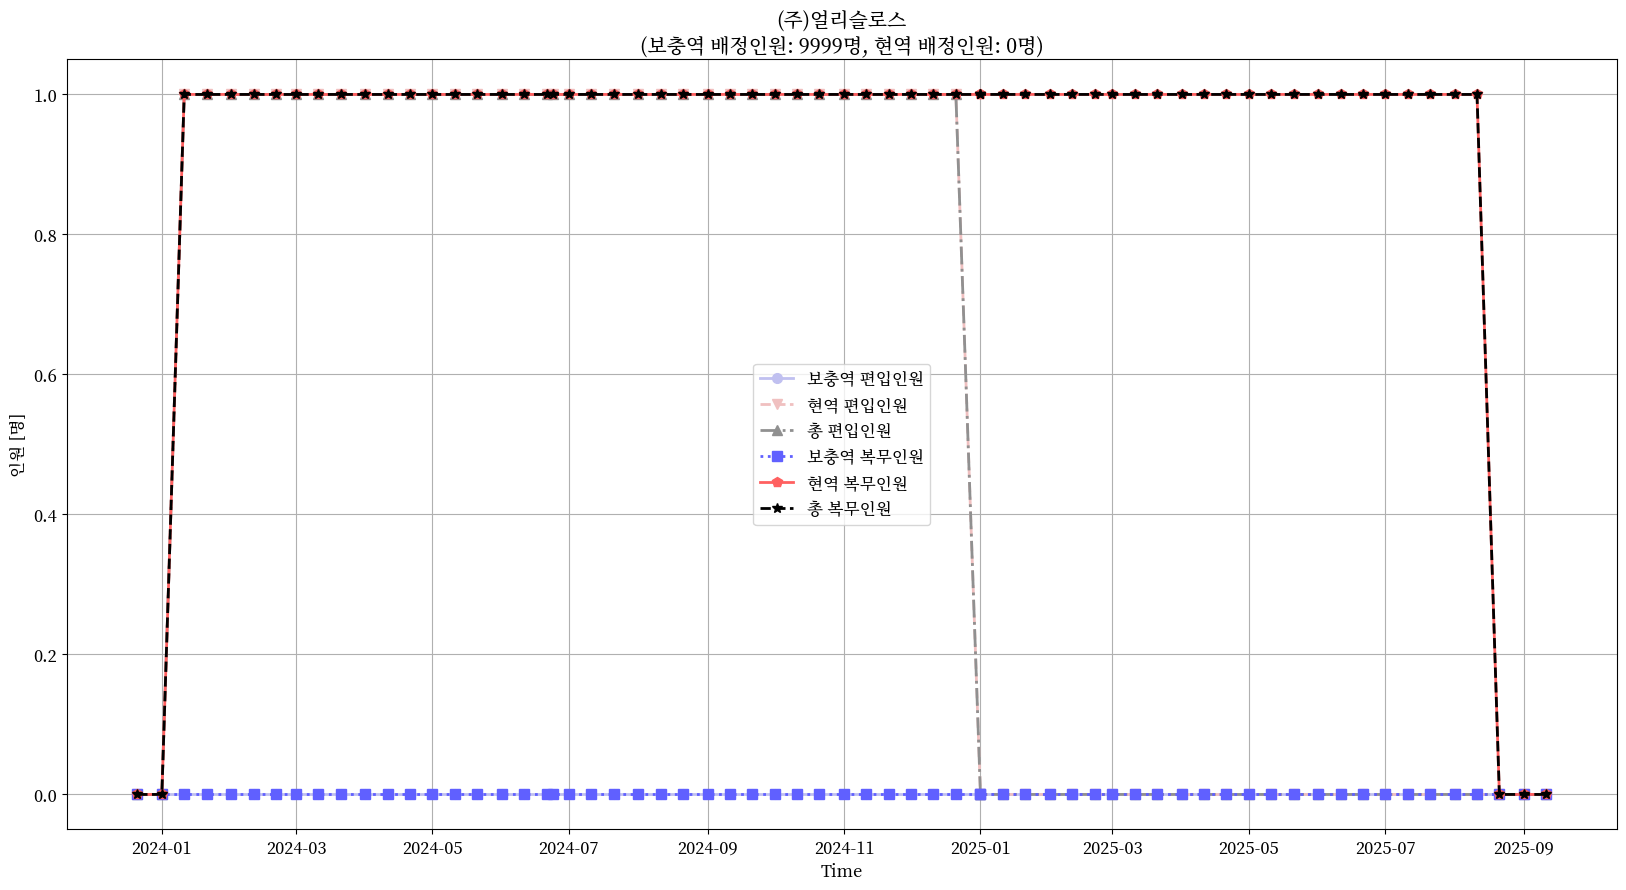 (주)얼리슬로스
(보충역 배정인원: 9999명, 현역 배정인원: 0명)
인원 [명]
1.0
0.8
0.6
0.4
0.2
0.0
보충역 편입인원
현역 편입인원
총 편입인원
보충역 복무인원
현역 복무인원
총 복무인원
2024-01 2024-03 2024-05 2024-07 2024-09 2024-11 2025-01 2025-03 2025-05 2025-07 2025-09
Time